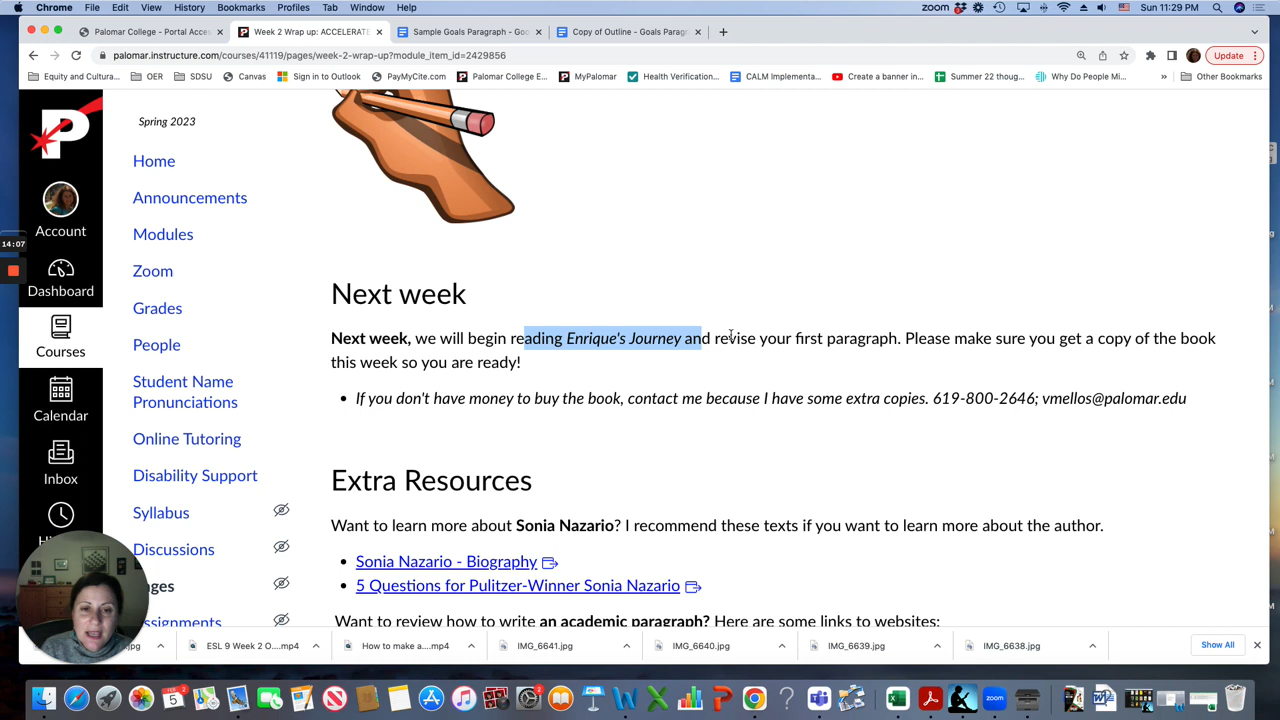 Chrome File Edit View History Bookmarks Profiles Tab Window Help zoom Sun 11:29 PM
Palomar College - Portal Acces Week 2 Wrap up: ACCELERATE Sample Goals Paragraph - Goo Copy of Outline - Goals Parag
palomar.instructure.com/courses/41119/pages/week-2-wrap-up?module_item_id=2429856 Update
Equity and Cultura... OER SDSU Canvas Sign in to Outlook PayMyCite.com Palomar College E... MyPalomar Health Verification... CALM Implementa... Create a banner in... Summer 22 thoug... Why Do People Mi... » Other Bookmarks
P
Spring 2023
Home
Announcements
Modules
Zoom
Grades
People
Student Name
Pronunciations
Online Tutoring
Disability Support
Syllabus
Discussions
ages
Assignments
Account
14:07
Dashboard
Courses
Calendar
Inbox
Next week
Next week, we will begin reading Enrique's Journey and revise your first paragraph. Please make sure you get a copy of the book
this week so you are ready!
• If you don't have money to buy the book, contact me because I have some extra copies. 619-800-2646; vmellos@palomar.edu
Extra Resources
Want to learn more about Sonia Nazario? I recommend these texts if you want to learn more about the author.
• Sonia Nazario - Biography
• 5 Questions for Pulitzer-Winner Sonia Nazario
Want to review how to write an academic paragraph? Here are some links to websites:
.jpg ESL 9 Week 2 O....mp4 How to make a....mp4 IMG_6641.jpg IMG_6640.jpg IMG_6639.jpg IMG_6638.jpg Show All
FEB 5 2